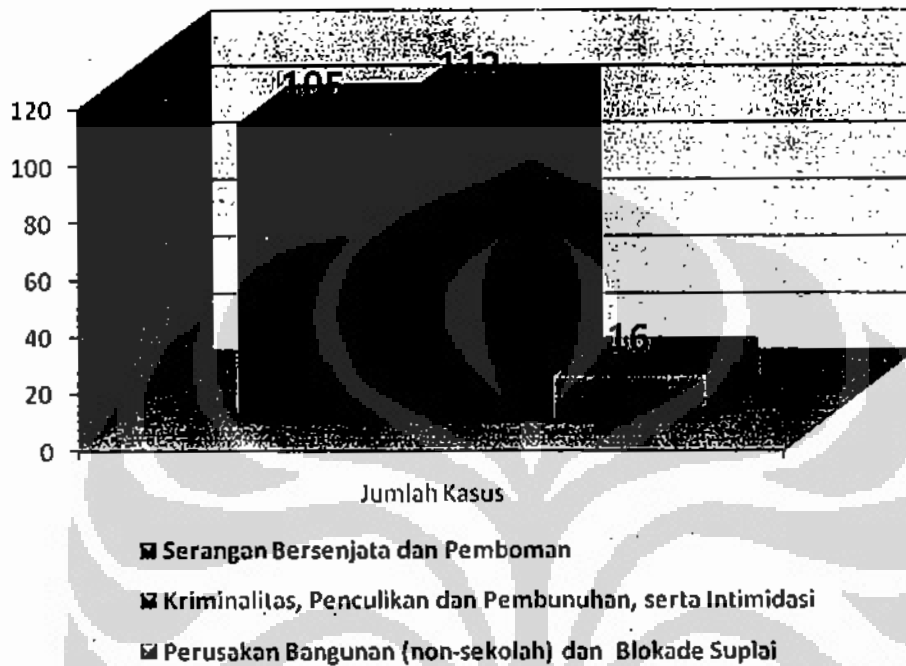 105
112
120
100
80
60
40
16
20
0
Jumlah Kasus
Serangan Bersenjata dan Pemboman
Kriminalitas, Penculikan dan Pembunuhan, serta Intimidasi
Perusakan Bangunan (non-sekolah) dan Blokade Suplai